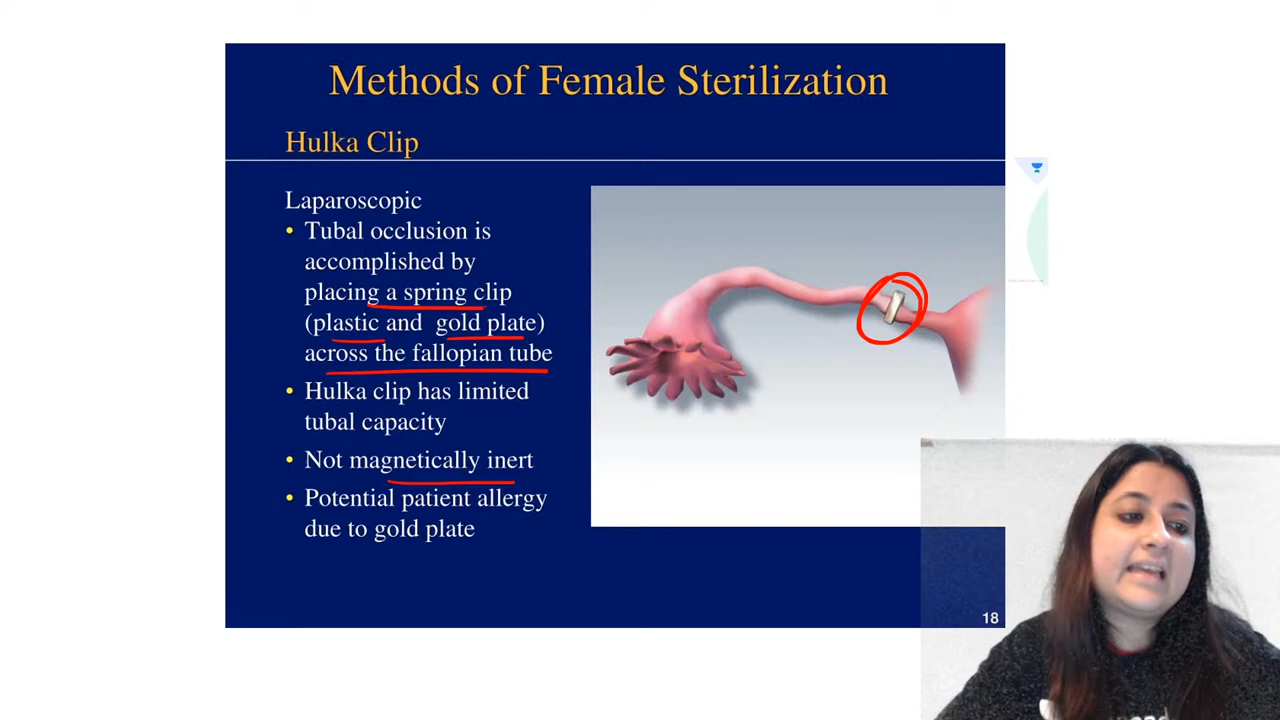 Methods of Female Sterilization
Hulka Clip
Laparoscopic
• Tubal occlusion is
accomplished by
placing a spring clip
(plastic and gold plate)
across the fallopian tube
• Hulka clip has limited
tubal capacity
• Not magnetically inert
• Potential patient allergy
due to gold plate
18